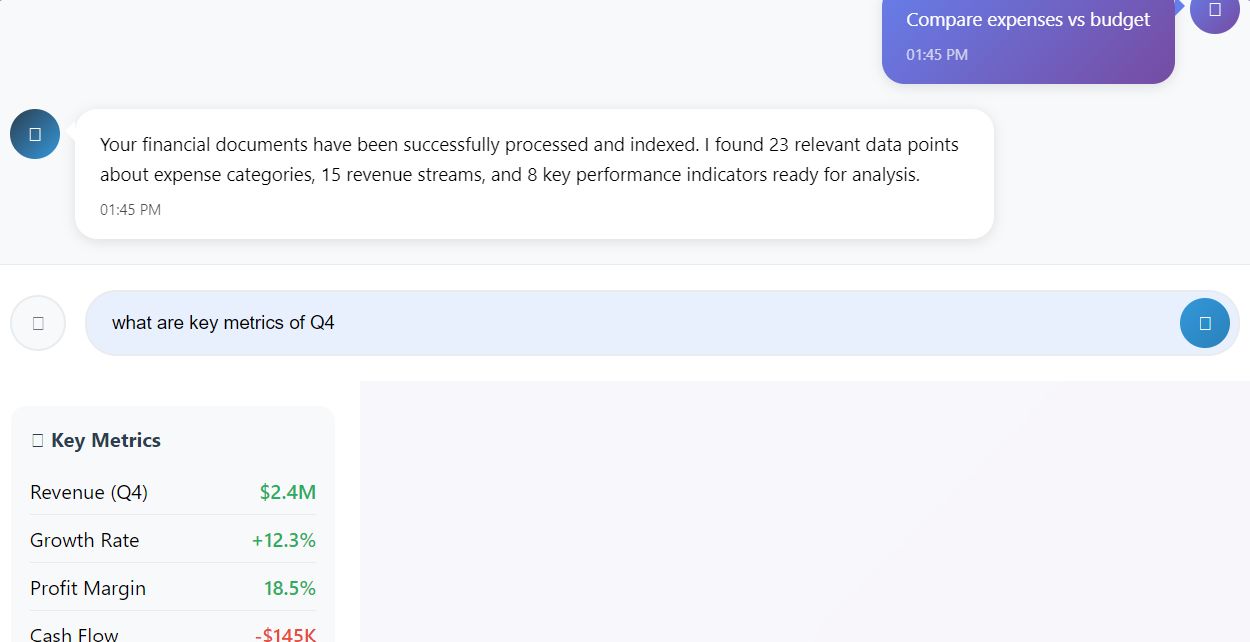 Compare expenses vs budget
01:45 PM
Your financial documents have been successfully processed and indexed. I found 23 relevant data points
about expense categories, 15 revenue streams, and 8 key performance indicators ready for analysis.
01:45 PM
what are key metrics of Q4
Key Metrics
Revenue (Q4) $2.4M
Growth Rate +12.3%
Profit Margin 18.5%
Cash Flow -$145K